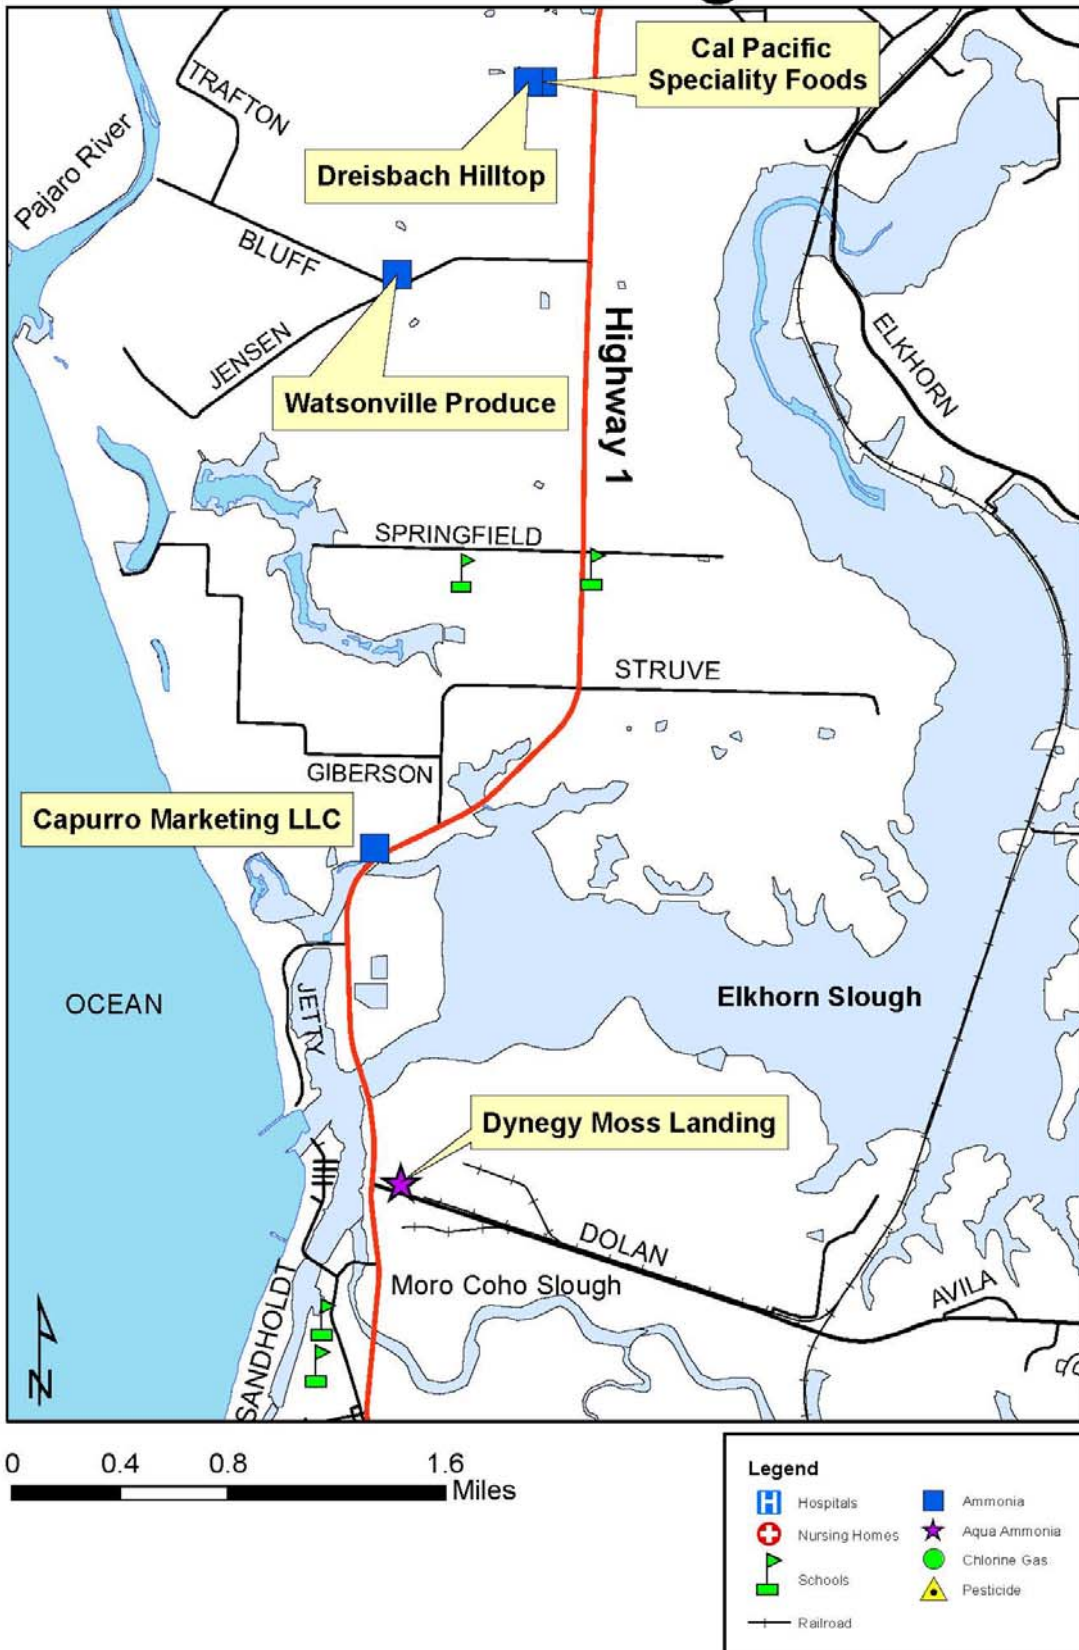 Cal Pacific
Speciality Foods
TRAFTON
Pajaro River
Dreisbach Hilltop
BLUFF
Highway 1
ELKHORN
JENSEN
Watsonville Produce
SPRINGFIELD
STRUVE
GIBERSON
Capurro Marketing LLC
OCEAN
JETTY
Elkhorn Slough
Dynegy Moss Landing
DOLAN
Moro Coho Slough
AVILA
SANDHOLDT
N
0 0.4 0.8 1.6
Miles
Legend
Hospitals
Nursing Homes
Schools
Railroad
Ammonia
Aqua Ammonia
Chlorine Gas
Pesticide